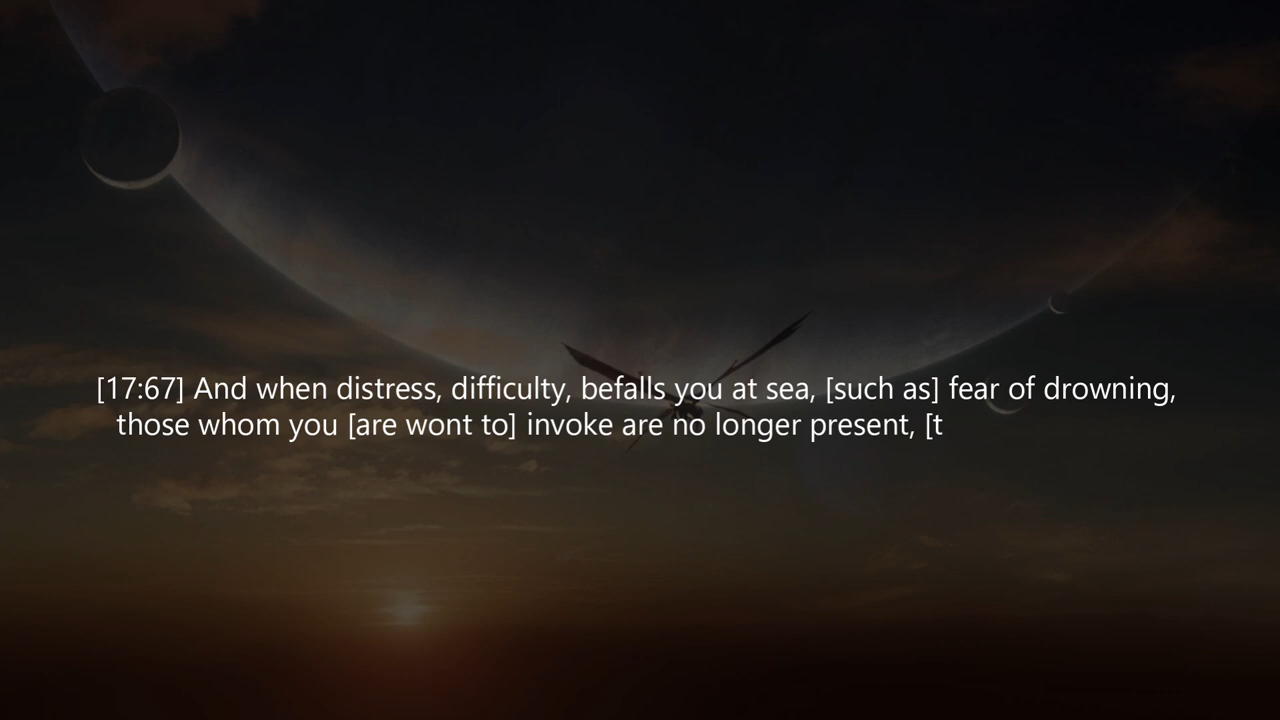 [17:67] And when distress, difficulty, befalls you at sea, [such as] fear of drowning,
those whom you [are wont to] invoke are no longer present, [t